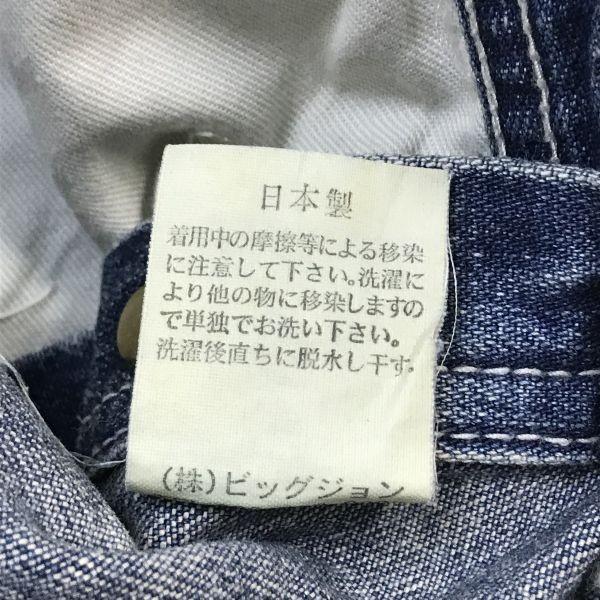 日本製
着用中の摩擦等による移染
に注意して下さい。洗濯に
より他の物に移染しますの
で単独でお洗い下さい。
洗濯後直ちに脱水し干す。
(株)ビッグジョン